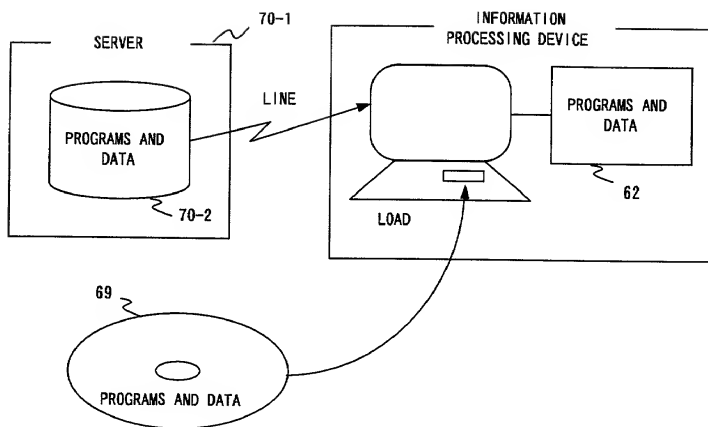 SERVER
70-1
PROGRAMS AND
DATA
70-2
LINE
INFORMATION
PROCESSING DEVICE
PROGRAMS AND
DATA
62
LOAD
69
PROGRAMS AND DATA